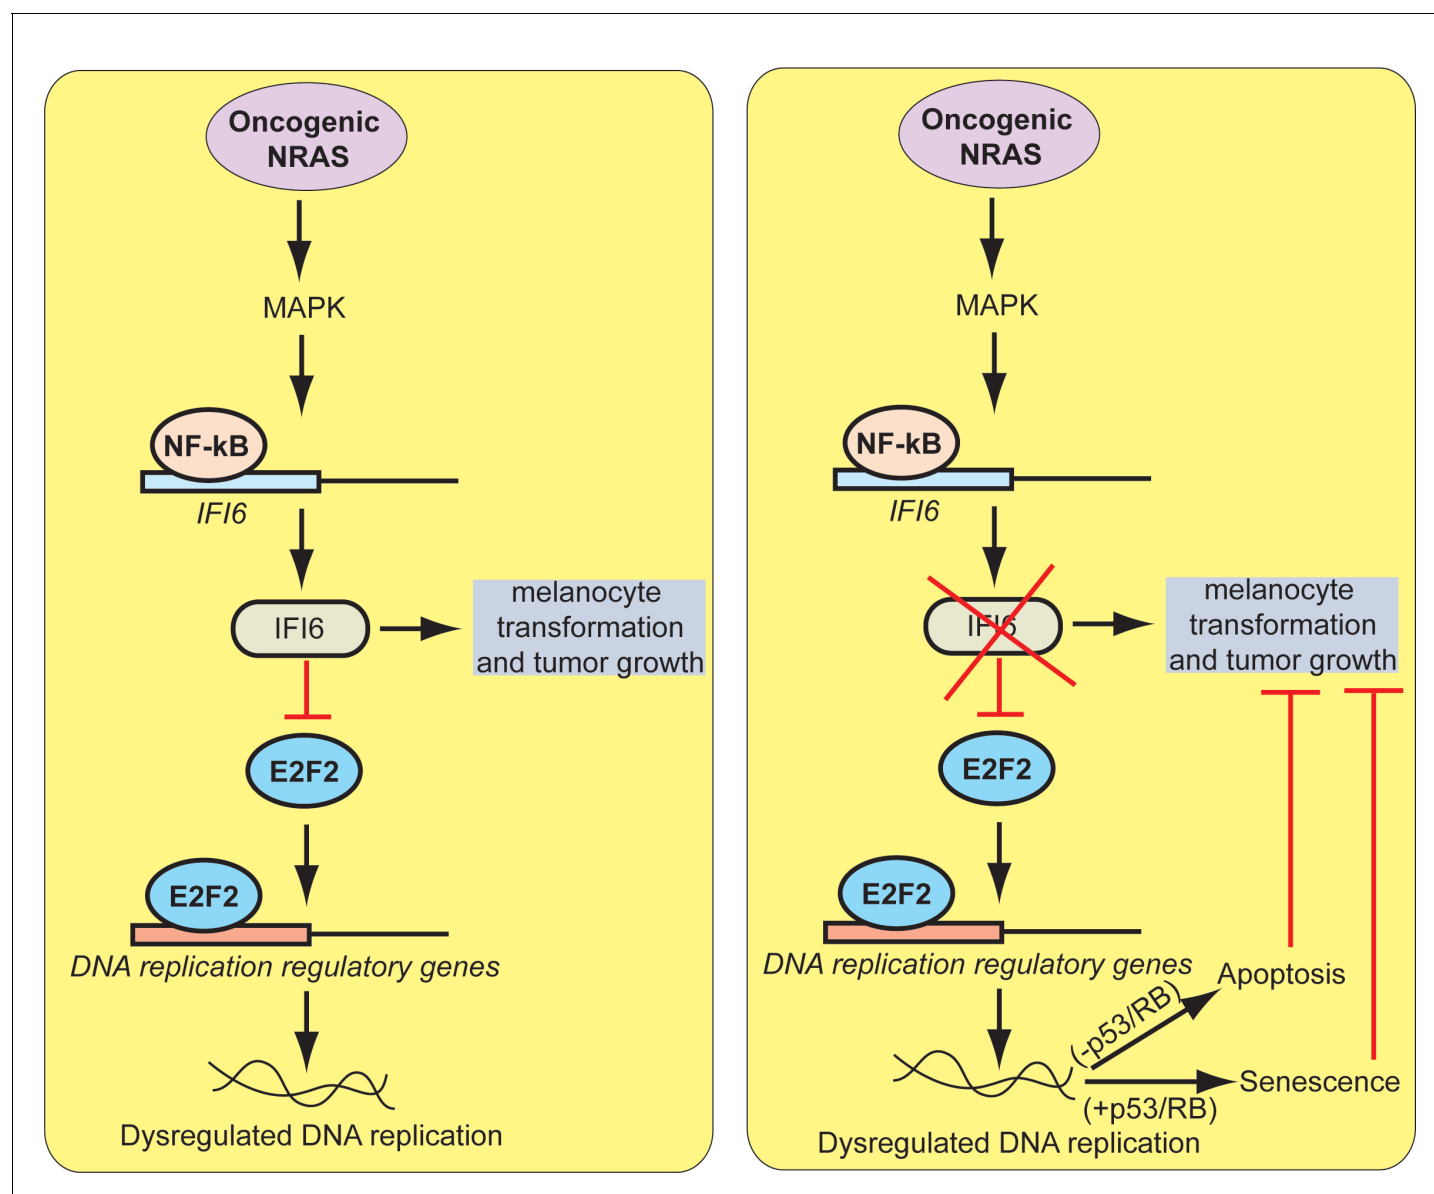 Oncogenic
NRAS
MAPK
NF-kB
IFI6
IFI6
melanocyte
transformation
and tumor growth
E2F2
E2F2
DNA replication regulatory genes
Dysregulated DNA replication
Oncogenic
NRAS
MAPK
NF-kB
IFI6
IFI6
melanocyte
transformation
and tumor growth
E2F2
E2F2
DNA replication regulatory genes
Apoptosis
(-p53/RB)
Senescence
(+p53/RB)
Dysregulated DNA replication